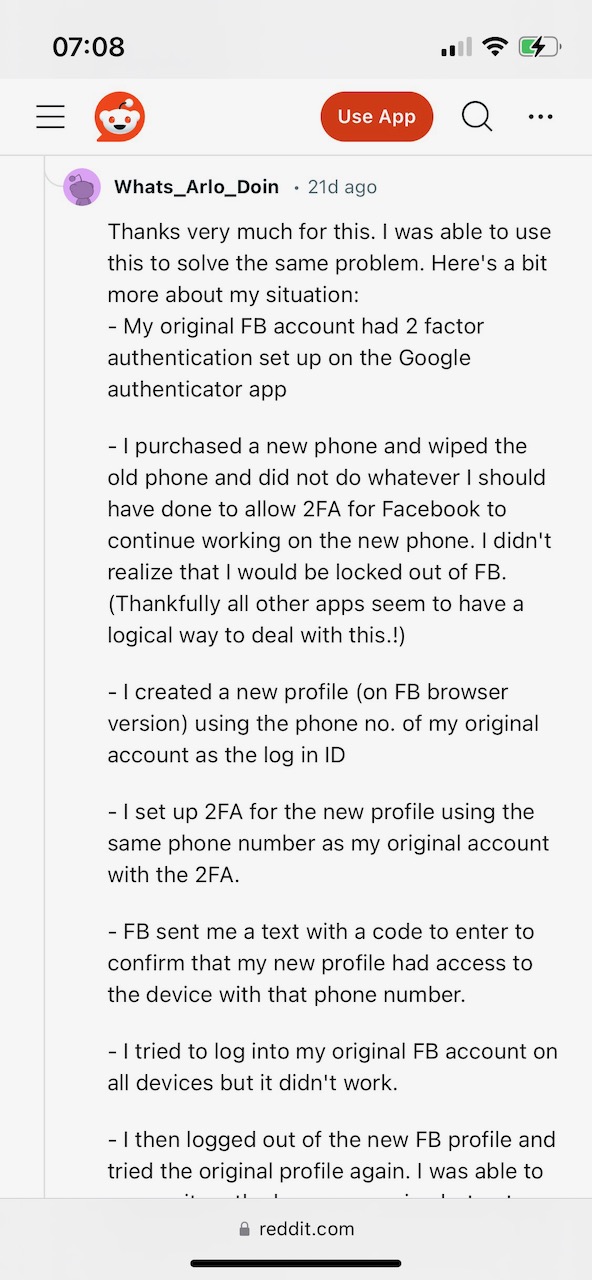 07:08
Use App
Whats_Arlo_Doin • 21d ago
Thanks very much for this. I was able to use
this to solve the same problem. Here's a bit
more about my situation:
- My original FB account had 2 factor
authentication set up on the Google
authenticator app
- I purchased a new phone and wiped the
old phone and did not do whatever I should
have done to allow 2FA for Facebook to
continue working on the new phone. I didn't
realize that I would be locked out of FB.
(Thankfully all other apps seem to have a
logical way to deal with this.!)
- I created a new profile (on FB browser
version) using the phone no. of my original
account as the log in ID
- I set up 2FA for the new profile using the
same phone number as my original account
with the 2FA.
- FB sent me a text with a code to enter to
confirm that my new profile had access to
the device with that phone number.
- I tried to log into my original FB account on
all devices but it didn't work.
- I then logged out of the new FB profile and
tried the original profile again. I was able to
reddit.com